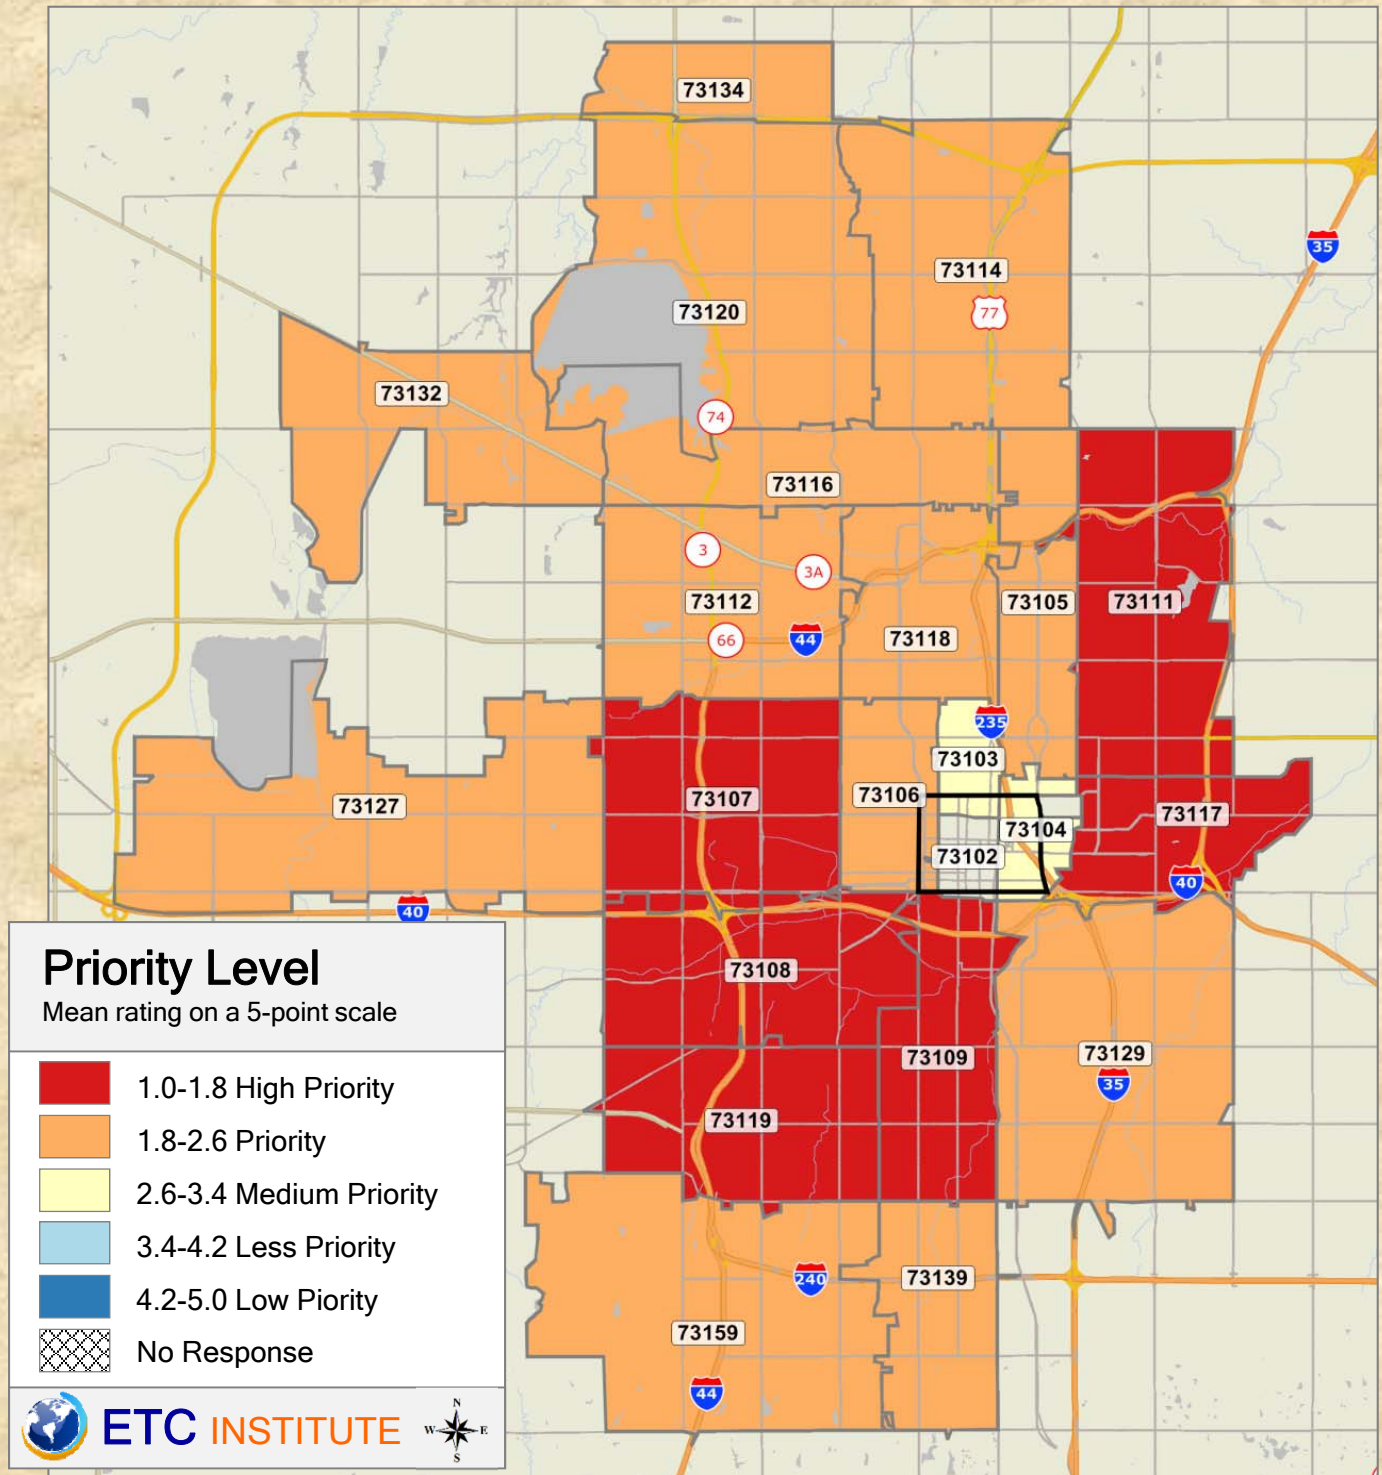 73134
35
73114
77
73120
73132
74
73116
3
3A
73112
73105
73111
66
44
73118
235
73103
73107
73106
73127
73117
73104
73102
40
40
73108
73109
73129
35
73119
240
73139
73159
44
Priority Level
Mean rating on a 5-point scale
1.0-1.8 High Priority
1.8-2.6 Priority
2.6-3.4 Medium Priority
3.4-4.2 Less Priority
4.2-5.0 Low Piority
No Response
ETC INSTITUTE
N
W E
S